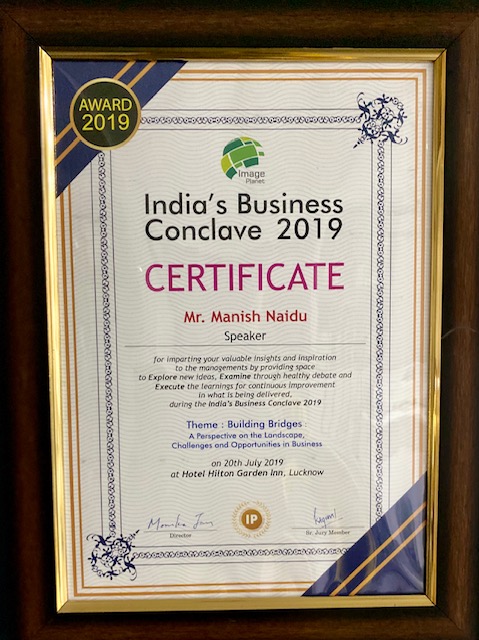 AWARD
2019
Image
Planet
India's Business
Conclave 2019
CERTIFICATE
Mr. Manish Naidu
Speaker
for imparting your valuable insights and inspiration
to the managements by providing space
to Explore new ideas, Examine through healthy debate and
Execute the learnings for continuous improvement
in what is being delivered,
during the India's Business Conclave 2019
Theme : Building Bridges :
A Perspective on the Landscape,
Challenges and Opportunities in Business
on 20th July 2019
at Hotel Hilton Garden Inn, Lucknow
IP
Director
Sr. Jury Member